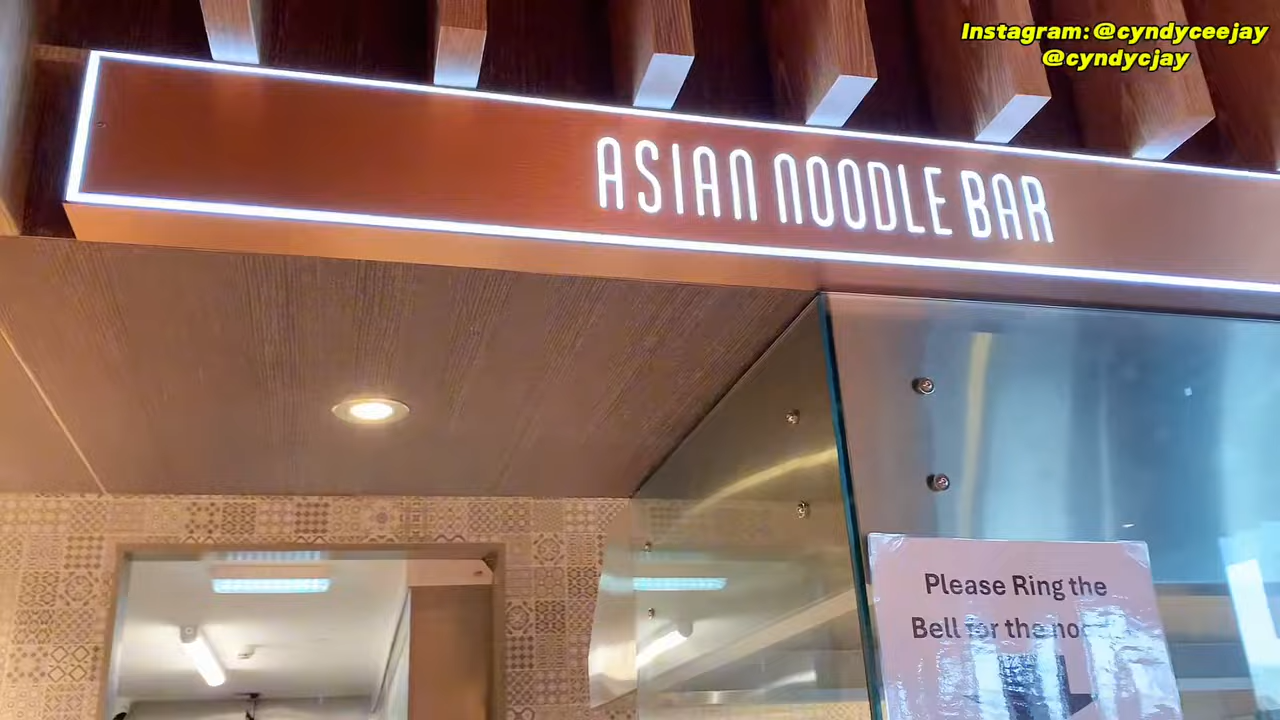 Instagram: @cyndyceejay
@cyndycjay
ASIAN NOODLE BAR
Please Ring the
Bell for the